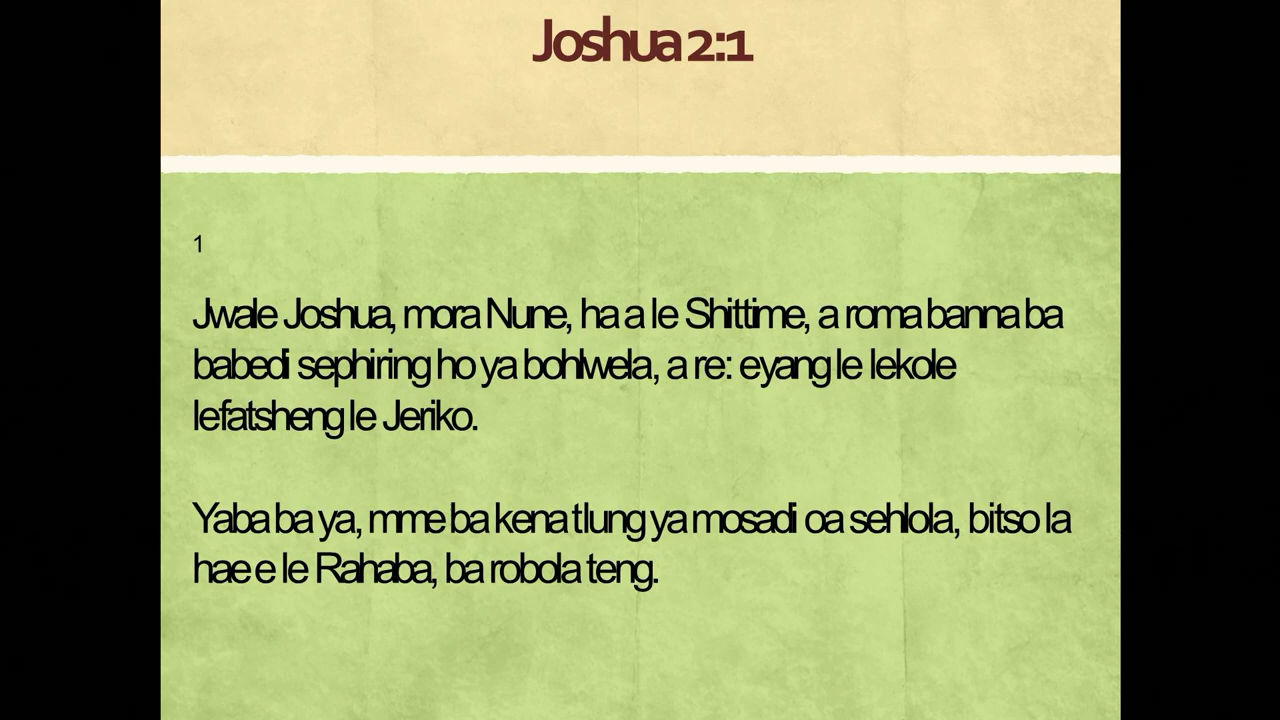 Joshua 2:1
1
Jwale Joshua, mora Nune, ha a le Shittime, a roma banna ba
babedi sephiring ho ya bohlwela, a re: eyang le lekole
lefatsheng le Jeriko.
Yaba ba ya, mme ba kena tlung ya mosadi oa sehlola, bitso la
hae e le Rahaba, ba robola teng.